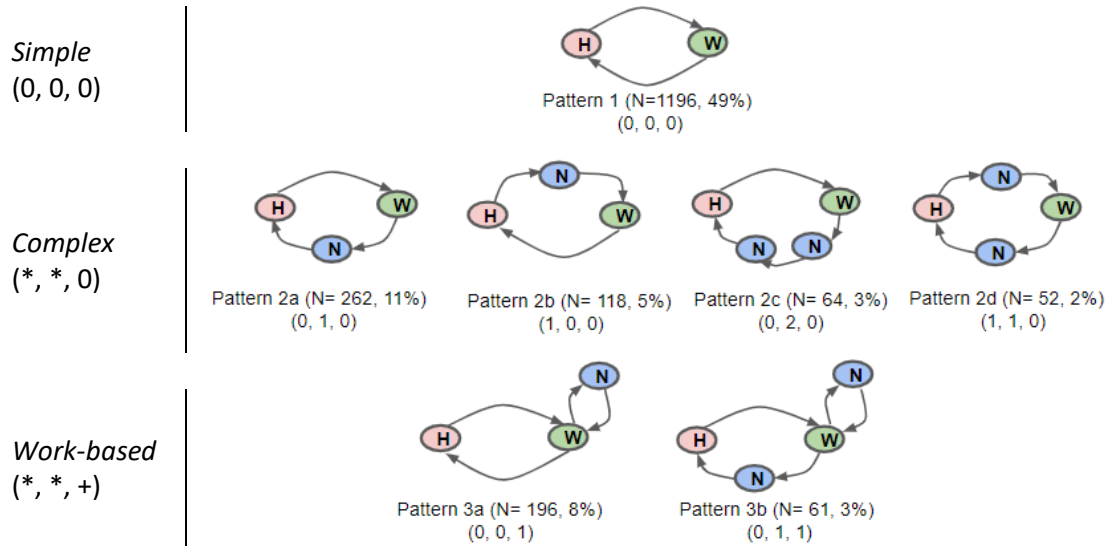 Simple
(0, 0, 0)
H
W
Pattern 1 (N=1196, 49%)
(0, 0, 0)
Complex
(*, *, 0)
H
W
N
Pattern 2a (N= 262, 11%)
(0, 1, 0)
N
H
W
Pattern 2b (N= 118, 5%)
(1, 0, 0)
H
W
N
N
Pattern 2c (N= 64, 3%)
(0, 2, 0)
N
H
W
N
Pattern 2d (N= 52, 2%)
(1, 1, 0)
Work-based
(*, *, +)
N
H
W
Pattern 3a (N= 196, 8%)
(0, 0, 1)
N
H
W
N
Pattern 3b (N= 61, 3%)
(0, 1, 1)